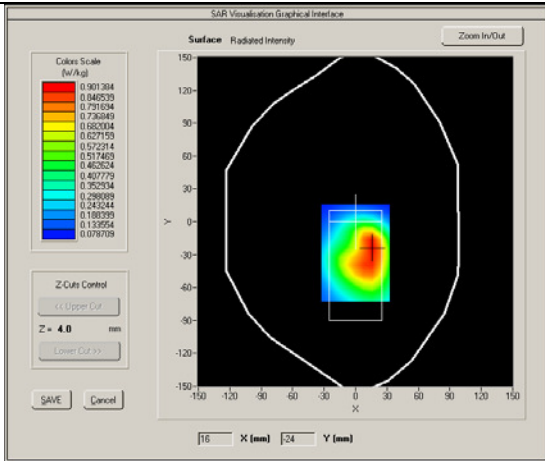 SAR Visualisation Graphical Interface
Surface Radiated Intensity
Zoom In/Out
Colors Scale
(W/kg)
0.901384
0.846539
0.791694
0.736849
0.682004
0.627159
0.572314
0.517469
0.462624
0.407779
0.352934
0.298089
0.243244
0.188399
0.133554
0.078709
Z-Cuts Control
<< Upper Cut
Z = 4.0 mm
Lower Cut >>
SAVE
Cancel
150
120
90
60
30
0
-30
-60
-90
-120
-150
Y
-150 -120 -90 -60 -30 0 30 60 90 120 150
X
16 X (mm) -24 Y (mm)